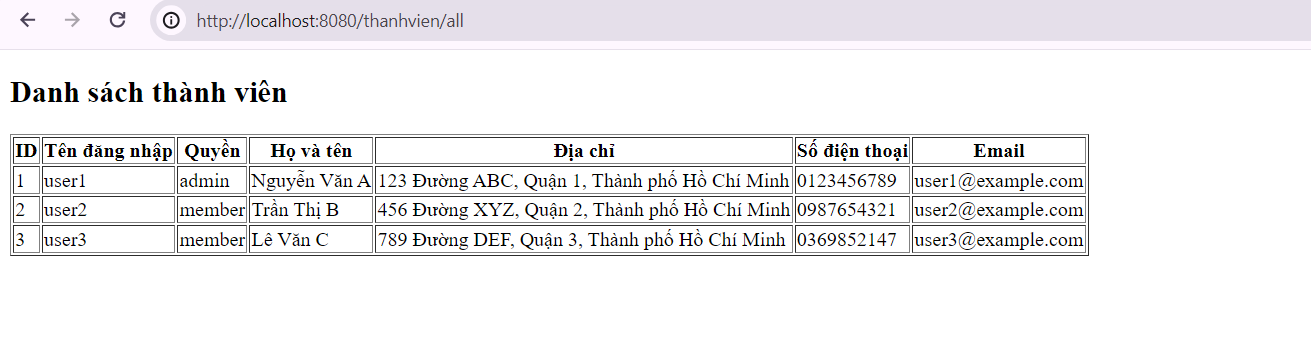 http://localhost:8080/thanhvien/all
Danh sách thành viên
ID Tên đăng nhập Quyền Họ và tên Địa chỉ Số điện thoại Email
1 user1 admin Nguyễn Văn A 123 Đường ABC, Quận 1, Thành phố Hồ Chí Minh 0123456789 user1@example.com
2 user2 member Trần Thị B 456 Đường XYZ, Quận 2, Thành phố Hồ Chí Minh 0987654321 user2@example.com
3 user3 member Lê Văn C 789 Đường DEF, Quận 3, Thành phố Hồ Chí Minh 0369852147 user3@example.com